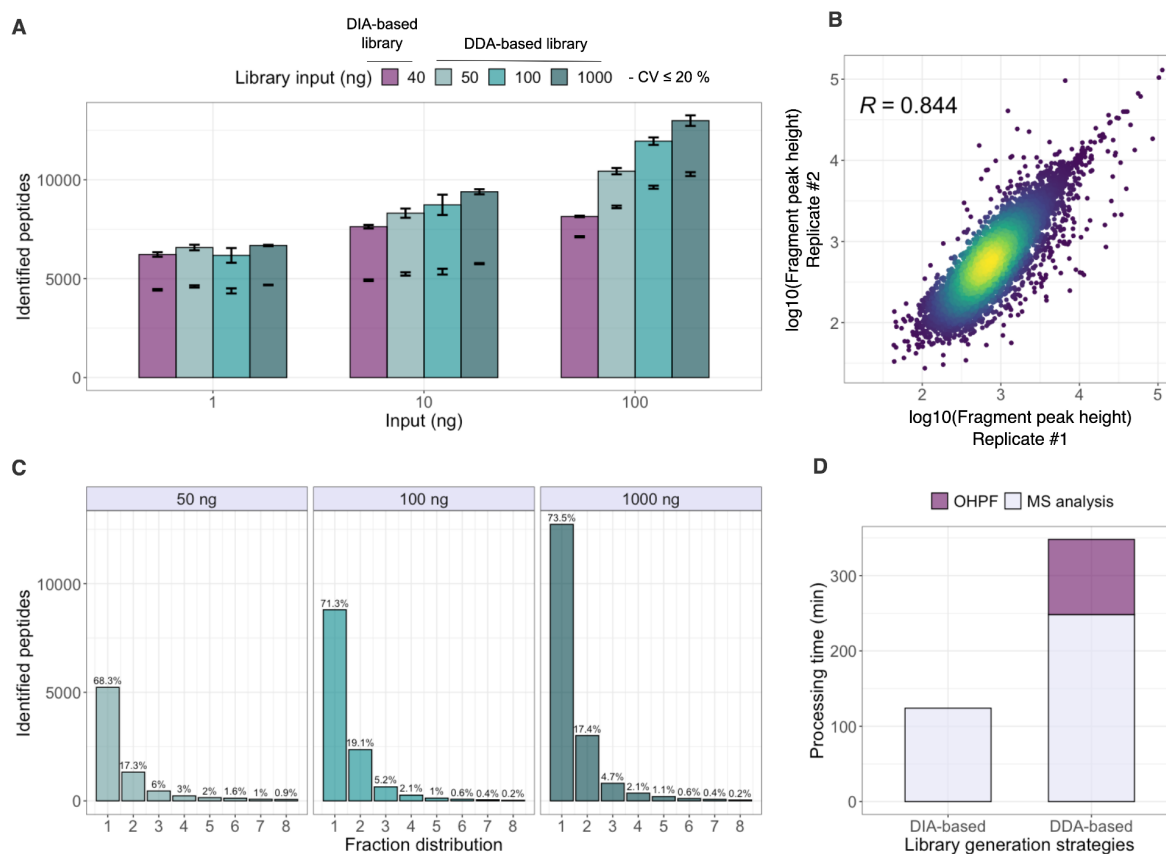 A
DIA-based
library
DDA-based library
Library input (ng) 40 50 100 1000 - CV ≤ 20 %
Identified peptides
10000
5000
0
1 10 100
Input (ng)
B
R = 0.844
log10(Fragment peak height)
Replicate #2
5
4
3
2
2 3 4 5
log10(Fragment peak height)
Replicate #1
C
50 ng 100 ng 1000 ng
Identified peptides
10000
5000
0
68.3% 17.3% 6% 3% 2% 1.6% 1% 0.9%
71.3% 19.1% 5.2% 2.1% 1% 0.6% 0.4% 0.2%
73.5% 17.4% 4.7% 2.1% 1.1% 0.6% 0.4% 0.2%
1 2 3 4 5 6 7 8 1 2 3 4 5 6 7 8 1 2 3 4 5 6 7 8
Fraction distribution
D
OHPF MS analysis
Processing time (min)
300
200
100
0
DIA-based DDA-based
Library generation strategies